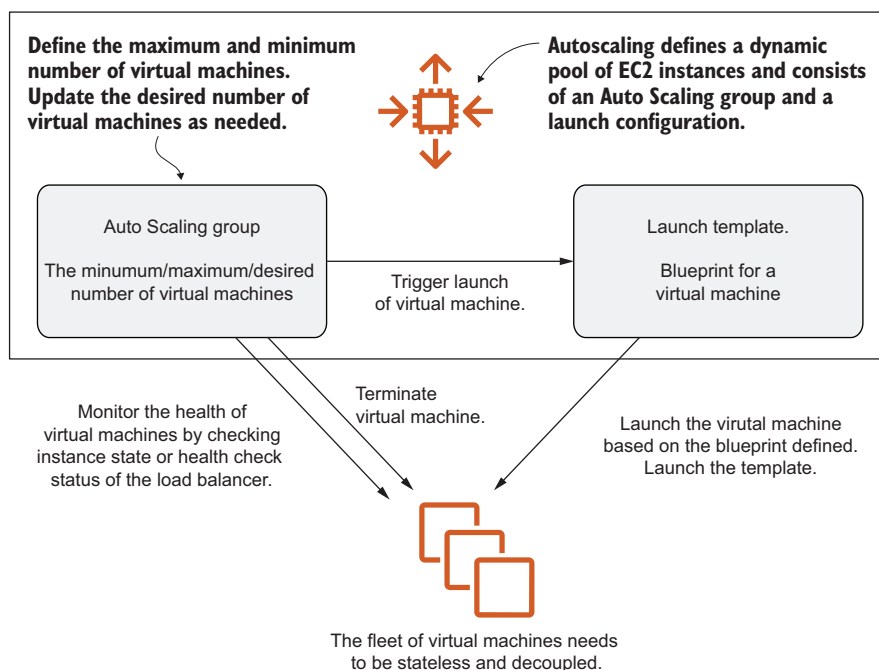 Define the maximum and minimum
number of virtual machines.
Update the desired number of
virtual machines as needed.
Autoscaling defines a dynamic
pool of EC2 instances and consists
of an Auto Scaling group and a
launch configuration.
Auto Scaling group
The minumum/maximum/desired
number of virtual machines
Trigger launch
of virtual machine.
Launch template.
Blueprint for a
virtual machine
Monitor the health of
virtual machines by checking
instance state or health check
status of the load balancer.
Terminate
virtual machine.
Launch the virutal machine
based on the blueprint defined.
Launch the template.
The fleet of virtual machines needs
to be stateless and decoupled.